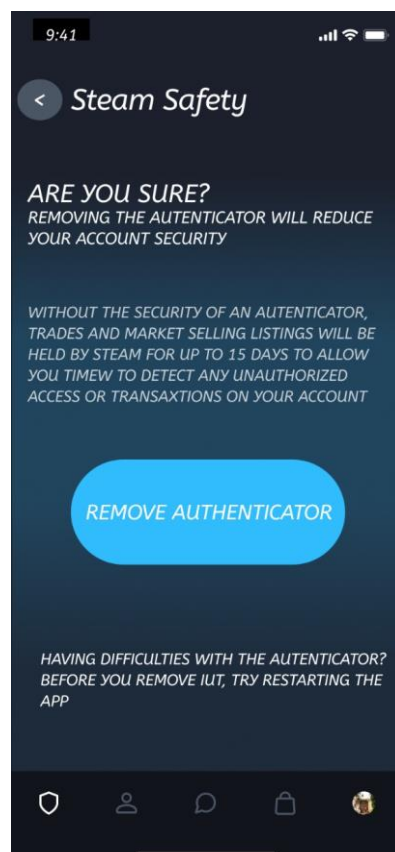 9:41
< Steam Safety
ARE YOU SURE?
REMOVING THE AUTENTICATOR WILL REDUCE
YOUR ACCOUNT SECURITY
WITHOUT THE SECURITY OF AN AUTENTICATOR,
TRADES AND MARKET SELLING LISTINGS WILL BE
HELD BY STEAM FOR UP TO 15 DAYS TO ALLOW
YOU TIMEW TO DETECT ANY UNAUTHORIZED
ACCESS OR TRANSAXTIONS ON YOUR ACCOUNT
REMOVE AUTHENTICATOR
HAVING DIFFICULTIES WITH THE AUTENTICATOR?
BEFORE YOU REMOVE IUT, TRY RESTARTING THE
APP